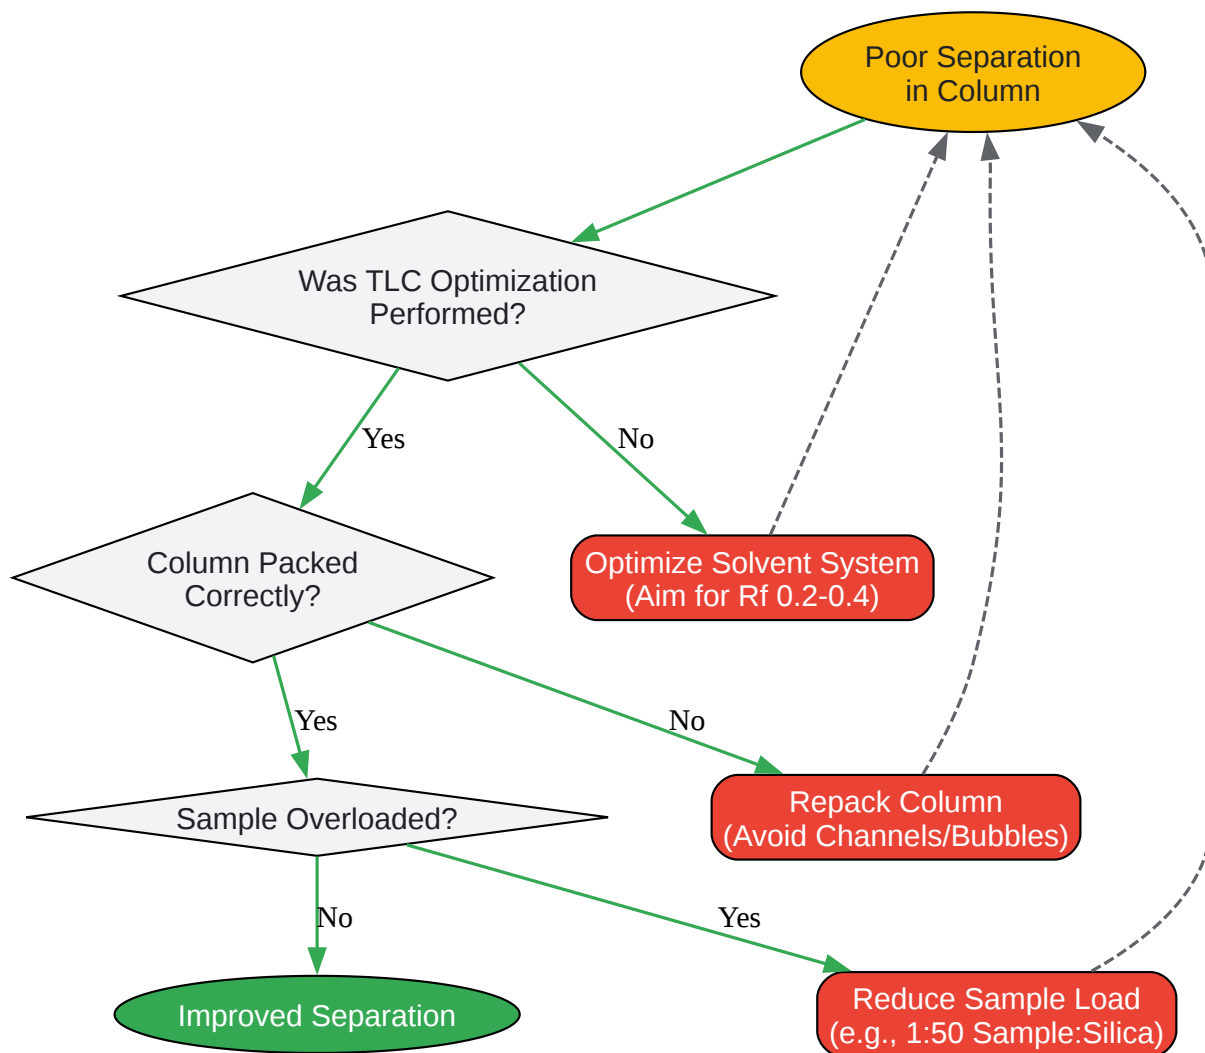 Poor Separation
in Column
Was TLC Optimization
Performed?
Yes
No
Column Packed
Correctly?
Optimize Solvent System
(Aim for Rf 0.2-0.4)
Yes
No
Sample Overloaded?
Repack Column
(Avoid Channels/Bubbles)
No
Yes
Improved Separation
Reduce Sample Load
(e.g., 1:50 Sample:Silica)